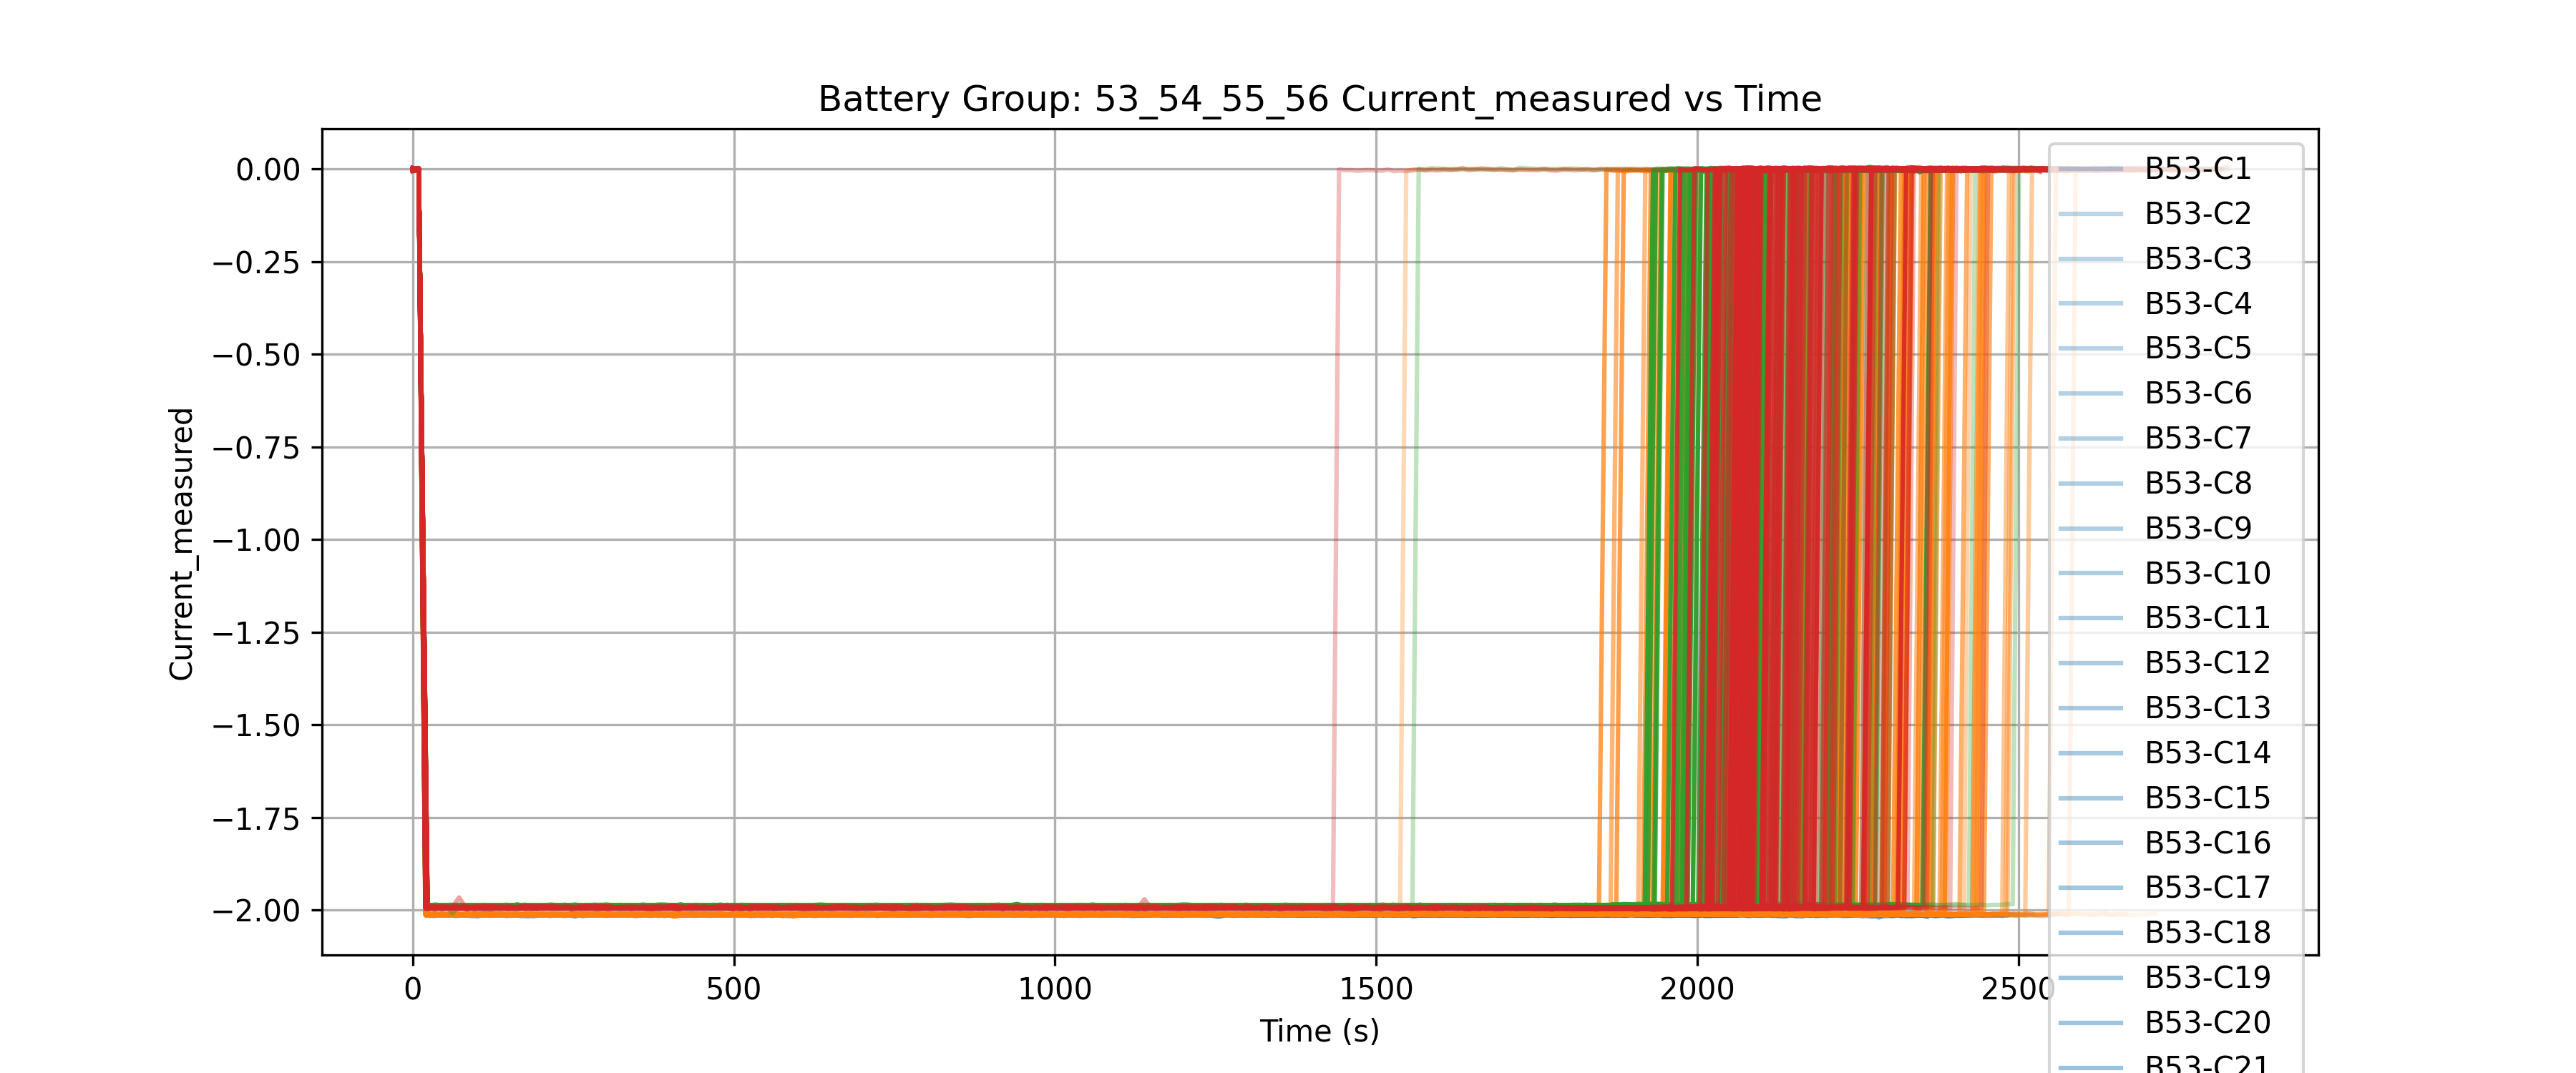 Battery Group: 53_54_55_56 Current_measured vs Time
Current_measured
0.00
−0.25
−0.50
−0.75
−1.00
−1.25
−1.50
−1.75
−2.00
0
500
1000
1500
2000
2500
Time (s)
B53-C1
B53-C2
B53-C3
B53-C4
B53-C5
B53-C6
B53-C7
B53-C8
B53-C9
B53-C10
B53-C11
B53-C12
B53-C13
B53-C14
B53-C15
B53-C16
B53-C17
B53-C18
B53-C19
B53-C20
B53-C21